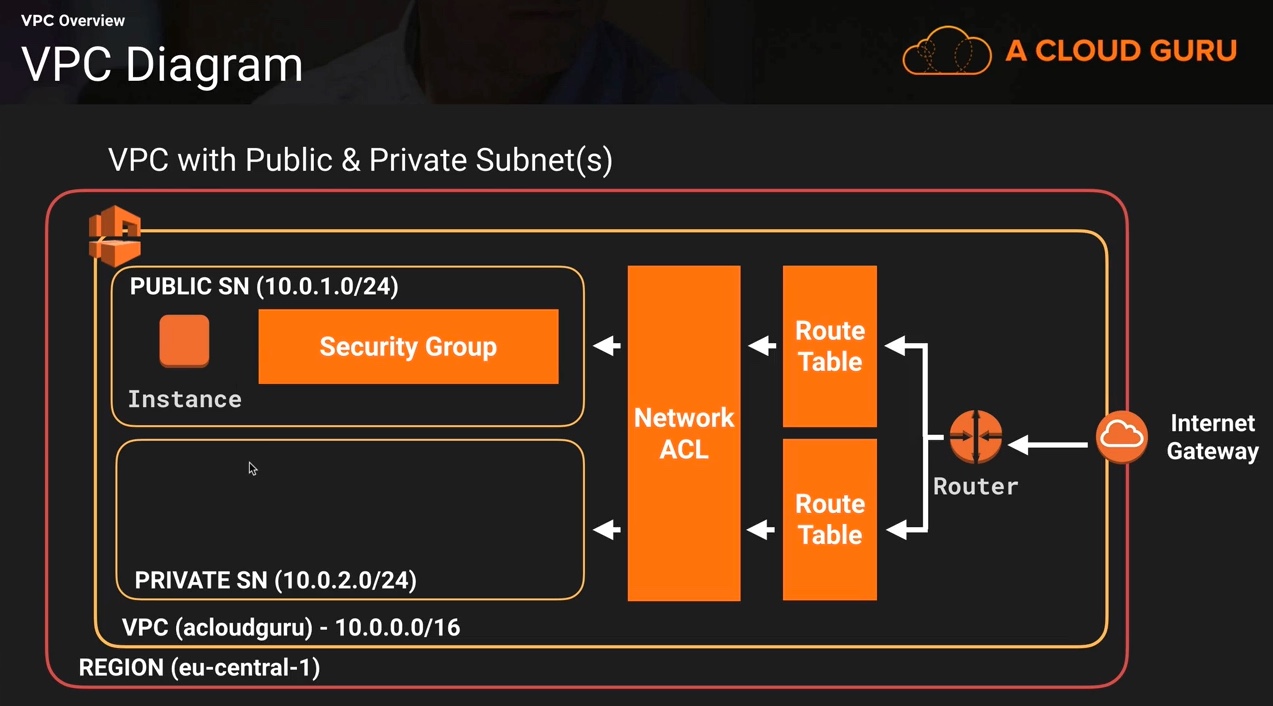 VPC Overview
VPC Diagram
A CLOUD GURU
VPC with Public & Private Subnet(s)
PUBLIC SN (10.0.1.0/24)
Security Group
Instance
Network
ACL
Route
Table
Route
Table
Router
Internet
Gateway
PRIVATE SN (10.0.2.0/24)
VPC (acloudguru) - 10.0.0.0/16
REGION (eu-central-1)